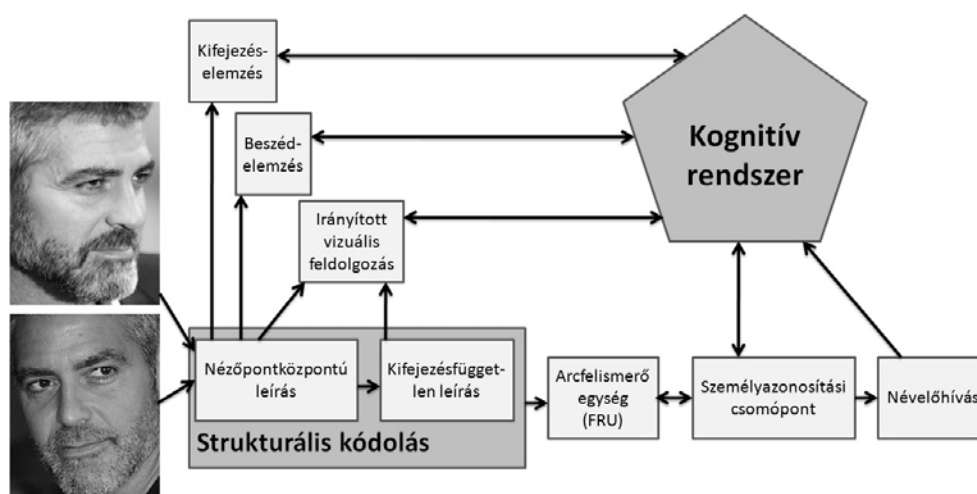 Kifejezés-
elemzés
Beszéd-
elemzés
Irányított
vizuális
feldolgozás
Kognitív
rendszer
Nézőpontközpontú
leírás
Kifejezésfügget-
len leírás
Strukturális kódolás
Arcfelismerő
egység
(FRU)
Személyazonosítási
csomópont
Névelőhívás